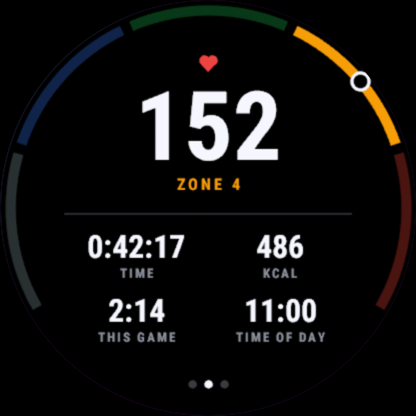 152
ZONE 4
0:42:17 486
TIME KCAL
2:14 11:00
THIS GAME TIME OF DAY